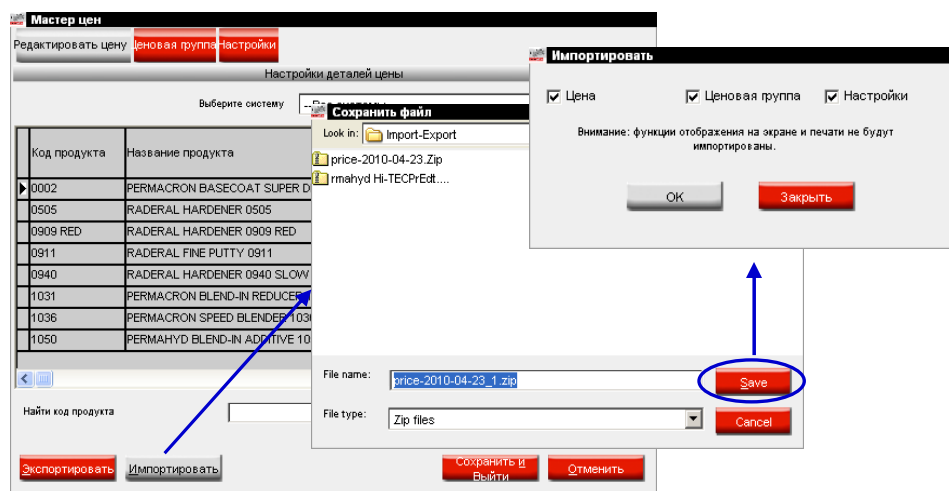 Мастер цен
Редактировать цену
Ценовая группа
Настройки
Настройки деталей цены
Выберите систему
Код продукта
Название продукта
0002 PERMACRON BASECOAT SUPER D
0505 RADERAL HARDENER 0505
0909 RED RADERAL HARDENER 0909 RED
0911 RADERAL FINE PUTTY 0911
0940 RADERAL HARDENER 0940 SLOW
1031 PERMACRON BLEND-IN REDUCER
1036 PERMACRON SPEED BLENDER 103
1050 PERMAHYD BLEND-IN ADDITIVE 10
Найти код продукта
Экспортировать
Импортировать
Сохранить и
Выйти
Отменить
Сохранить файл
Look in:
Import-Export
price-2010-04-23.Zip
rmahyd Hi-TECPrEdt....
File name:
price-2010-04-23_1.zip
Save
File type:
Zip files
Cancel
Импортировать
Цена
Ценовая группа
Настройки
Внимание: функции отображения на экране и печати не будут
импортированы.
OK
Закрыть